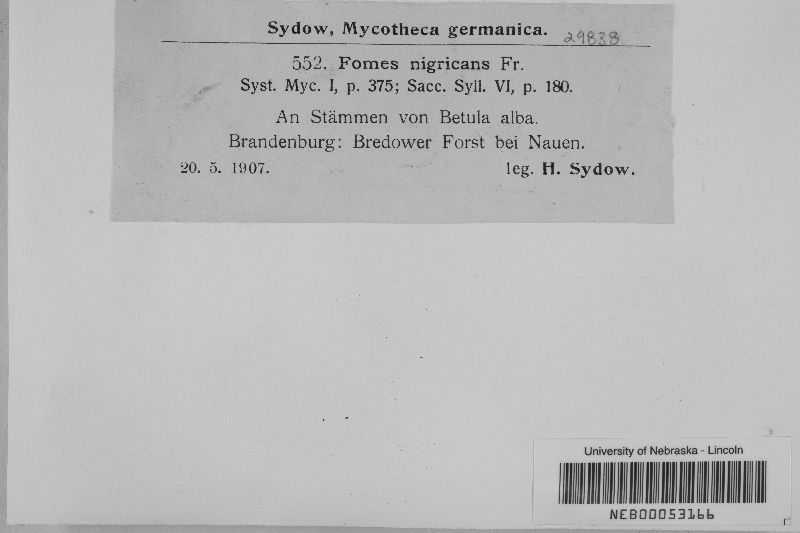 Sydow, Mycotheca germanica. 29838
552. Fomes nigricans Fr.
Syst. Myc. I, p. 375; Sacc. Syll. VI, p. 180.
An Stämmen von Betula alba.
Brandenburg: Bredower Forst bei Nauen.
20. 5. 1907. leg. H. Sydow.
University of Nebraska - Lincoln
NEB00053166